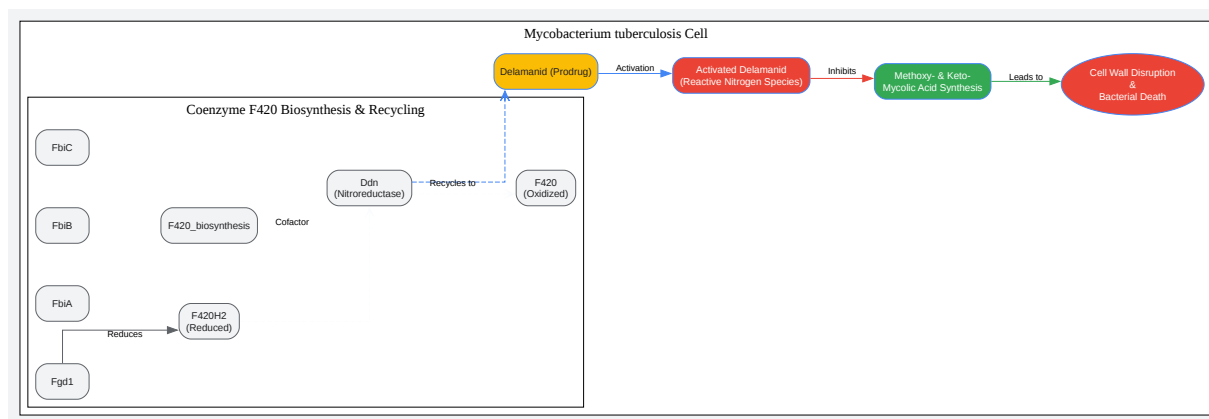 Mycobacterium tuberculosis Cell
Delamanid (Prodrug)
Activation
Activated Delamanid
(Reactive Nitrogen Species)
Inhibits
Methoxy- & Keto-
Mycolic Acid Synthesis
Leads to
Cell Wall Disruption
&
Bacterial Death
Coenzyme F420 Biosynthesis & Recycling
FbiC
Ddn
(Nitroreductase)
Recycles to
F420
(Oxidized)
FbiB
F420_biosynthesis
Cofactor
FbiA
F420H2
(Reduced)
Reduces
Fgd1